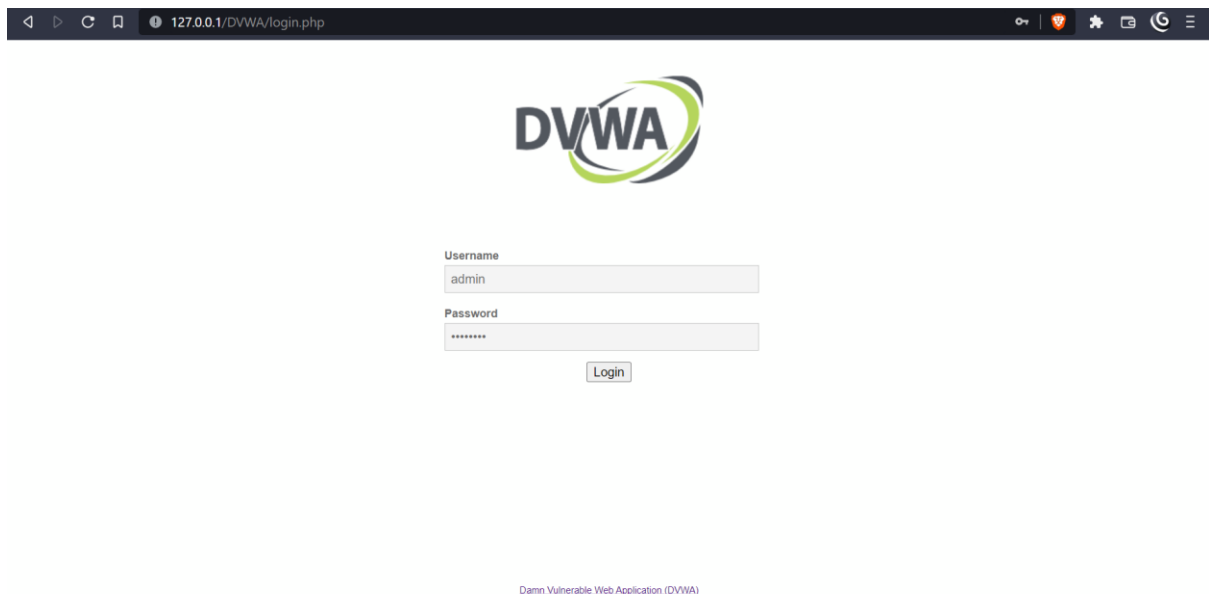 127.0.0.1/DVWA/login.php
DVWA
Username
admin
Password
••••••••
Login
Damn Vulnerable Web Application (DVWA)